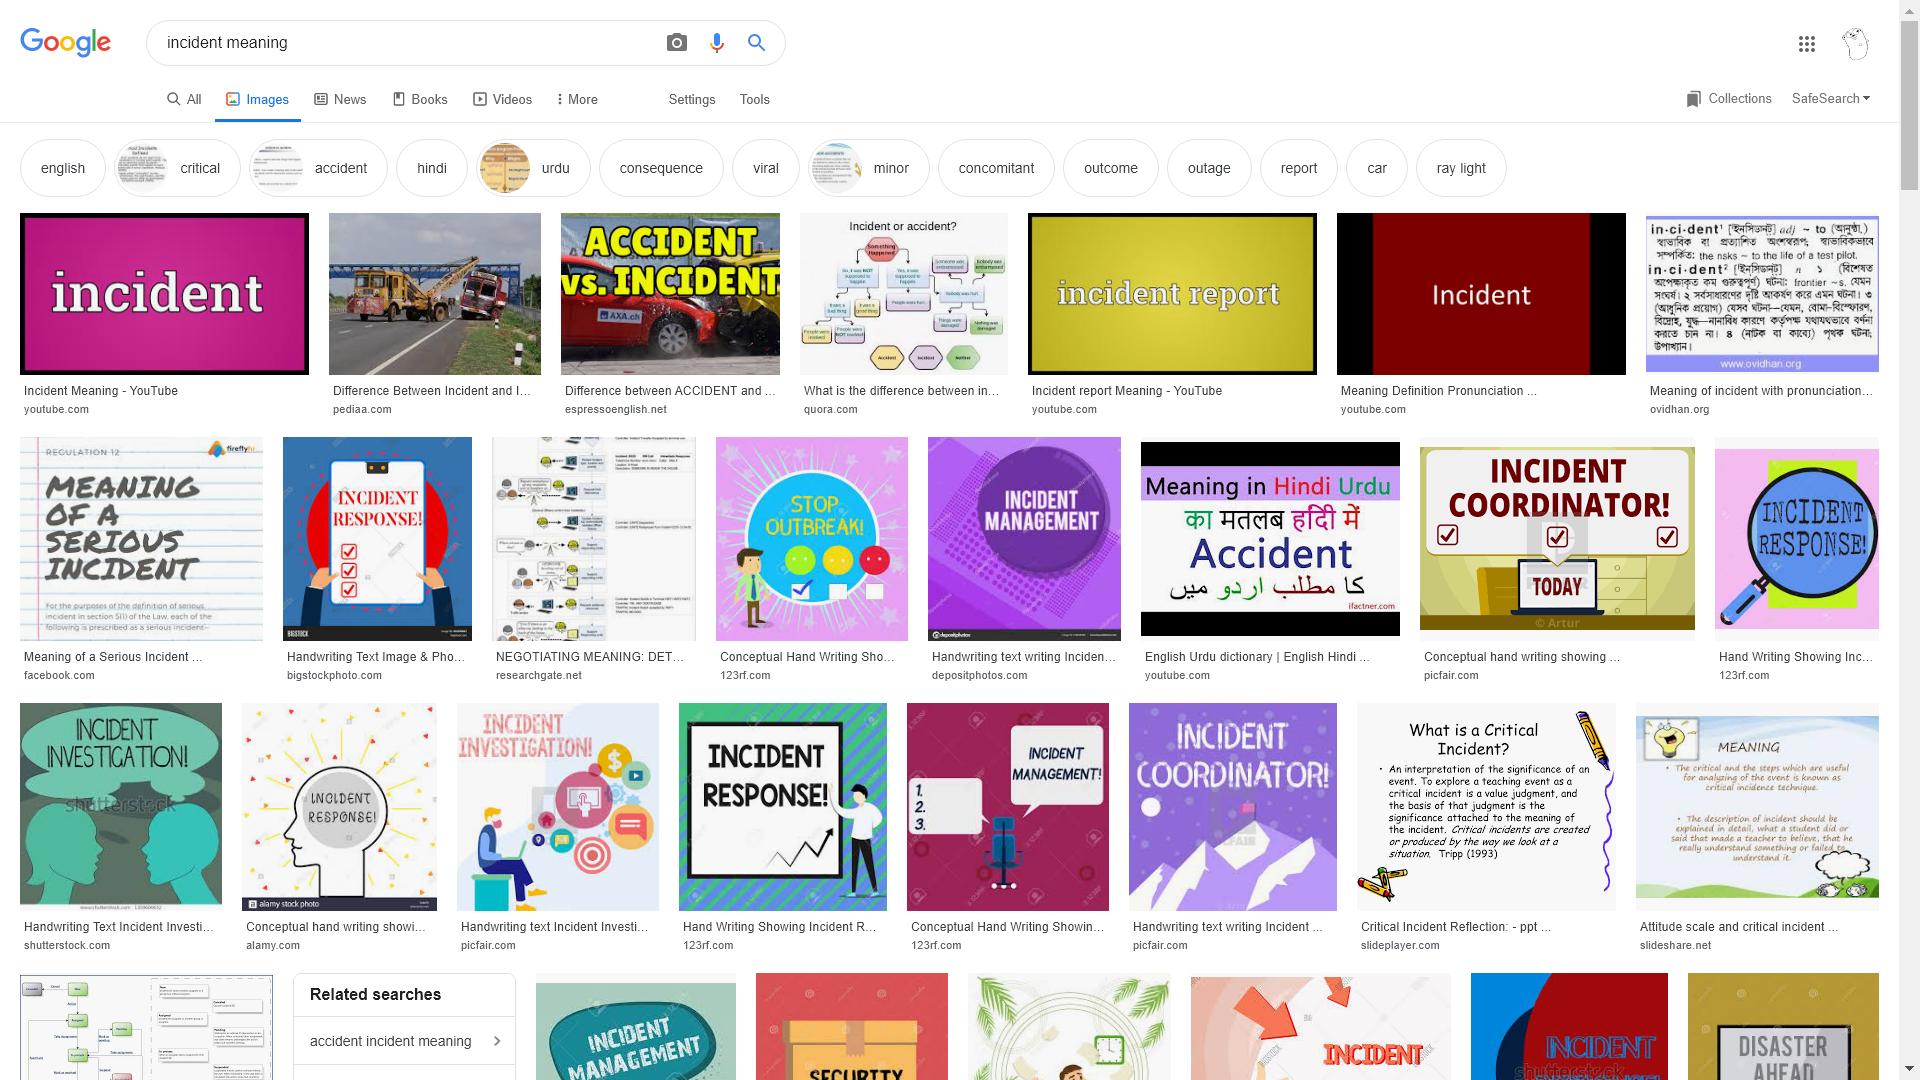 Google
incident meaning
All
Images
News
Books
Videos
More
Settings
Tools
Collections
SafeSearch
english
critical
accident
hindi
urdu
consequence
viral
minor
concomitant
outcome
outage
report
car
ray light
incident
ACCIDENT
vs. INCIDENT
AXA.ch
Incident or accident?
Something
Happened
Accident
Incident
Neither
incident report
Incident
www.ovidhan.org
Incident Meaning - YouTube
youtube.com
Difference Between Incident and I...
pediaa.com
Difference between ACCIDENT and ...
espressoenglish.net
What is the difference between in...
quora.com
Incident report Meaning - YouTube
youtube.com
Meaning Definition Pronunciation ...
youtube.com
Meaning of incident with pronunciation...
ovidhan.org
REGULATION 12
fireflyhr
MEANING
OF A
SERIOUS
INCIDENT
For the purposes of the definition of serious
incident in section 5(1) of the Law, each of the
following is prescribed as a serious incident-
INCIDENT
RESPONSE!
BIGSTOCK
STOP
OUTBREAK!
INCIDENT
MANAGEMENT
depositphotos
Meaning in Hindi Urdu
का मतलब हिंदी में
Accident
کا مطلب اردو میں
ifactner.com
INCIDENT
COORDINATOR!
TODAY
© Artur
INCIDENT
RESPONSE!
Meaning of a Serious Incident ...
facebook.com
Handwriting Text Image & Pho...
bigstockphoto.com
NEGOTIATING MEANING: DET...
researchgate.net
Conceptual Hand Writing Sho...
123rf.com
Handwriting text writing Inciden...
depositphotos.com
English Urdu dictionary | English Hindi ...
youtube.com
Conceptual hand writing showing ...
picfair.com
Hand Writing Showing Inc...
123rf.com
INCIDENT
INVESTIGATION!
shutterstock
INCIDENT
RESPONSE!
alamy stock photo
INCIDENT
INVESTIGATION!
INCIDENT
RESPONSE!
1.
2.
3.
INCIDENT
MANAGEMENT!
INCIDENT
COORDINATOR!
What is a Critical
Incident?
• An interpretation of the significance of an
event. To explore a teaching event as a
critical incident is a value judgment, and
the basis of that judgment is the
significance attached to the meaning of
the incident. Critical incidents are created
or produced by the way we look at a
situation. Tripp (1993)
MEANING
• The critical and the steps which are useful
for analyzing of the event is known as
critical incidence technique.
• The description of incident should be
explained in detail, what a student did or
said that made a teacher to believe, that he
really understand something or failed to
understand it.
Handwriting Text Incident Investi...
shutterstock.com
Conceptual hand writing showi...
alamy.com
Handwriting text Incident Investi...
picfair.com
Hand Writing Showing Incident R...
123rf.com
Conceptual Hand Writing Showin...
123rf.com
Handwriting text writing Incident ...
picfair.com
Critical Incident Reflection: - ppt ...
slideplayer.com
Attitude scale and critical incident ...
slideshare.net
Related searches
accident incident meaning
INCIDENT
MANAGEMENT
SECURITY
INCIDENT
INCIDENT
shutterstock
DISASTER
AHEAD